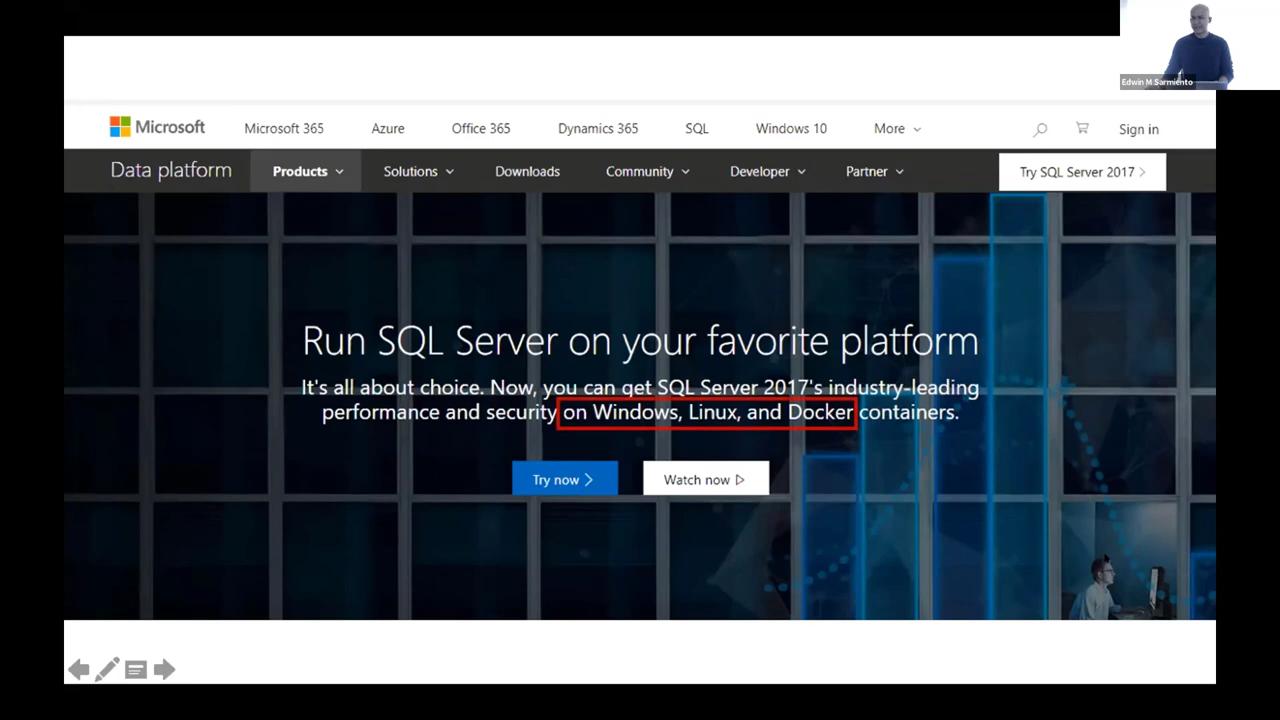 Edwin M Sarmiento
Microsoft
Microsoft 365
Azure
Office 365
Dynamics 365
SQL
Windows 10
More
Sign in
Data platform
Products
Solutions
Downloads
Community
Developer
Partner
Try SQL Server 2017
Run SQL Server on your favorite platform
It's all about choice. Now, you can get SQL Server 2017's industry-leading
performance and security on Windows, Linux, and Docker containers.
Try now
Watch now